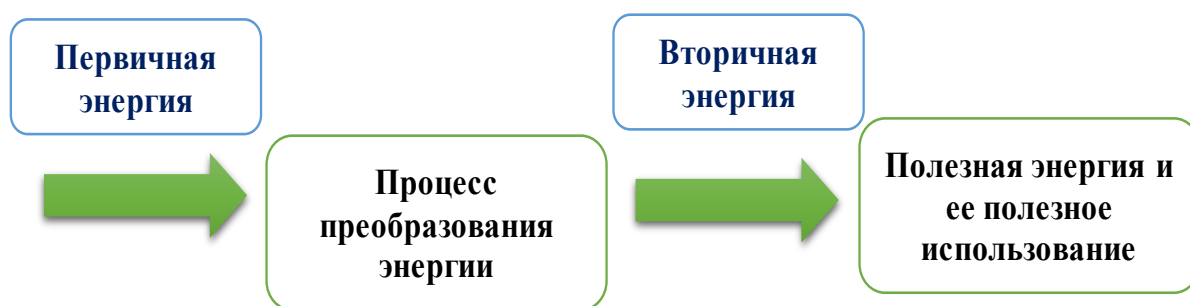 Первичная
энергия
Процесс
преобразования
энергии
Вторичная
энергия
Полезная энергия и
ее полезное
использование